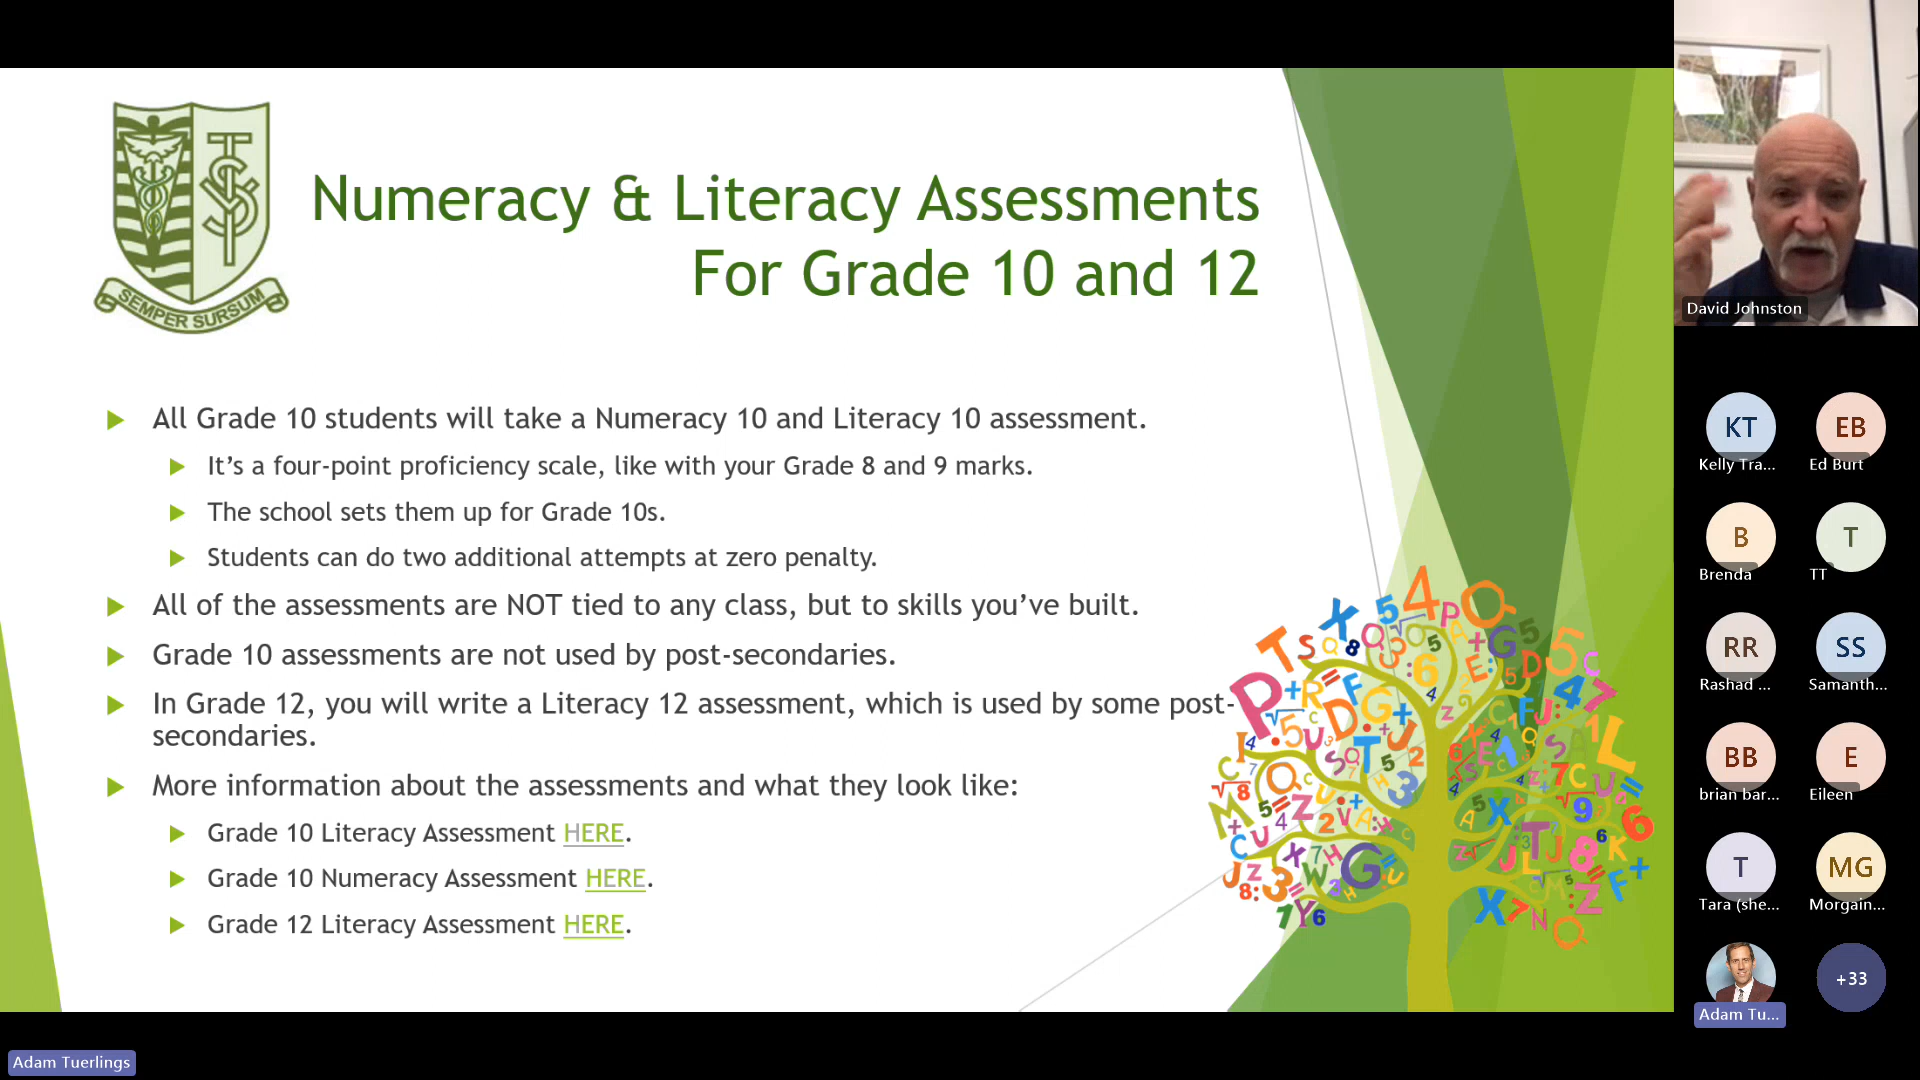 SEMPER SURSUM
Numeracy & Literacy Assessments
For Grade 10 and 12
All Grade 10 students will take a Numeracy 10 and Literacy 10 assessment.
It’s a four-point proficiency scale, like with your Grade 8 and 9 marks.
The school sets them up for Grade 10s.
Students can do two additional attempts at zero penalty.
All of the assessments are NOT tied to any class, but to skills you’ve built.
Grade 10 assessments are not used by post-secondaries.
In Grade 12, you will write a Literacy 12 assessment, which is used by some post-
secondaries.
More information about the assessments and what they look like:
Grade 10 Literacy Assessment HERE.
Grade 10 Numeracy Assessment HERE.
Grade 12 Literacy Assessment HERE.
David Johnston
KT EB
Kelly Tra... Ed Burt
B T
Brenda TT
RR SS
Rashad ... Samanth...
BB E
brian bar... Eileen
T MG
Tara (she... Morgain...
+33
Adam Tu...
Adam Tuerlings